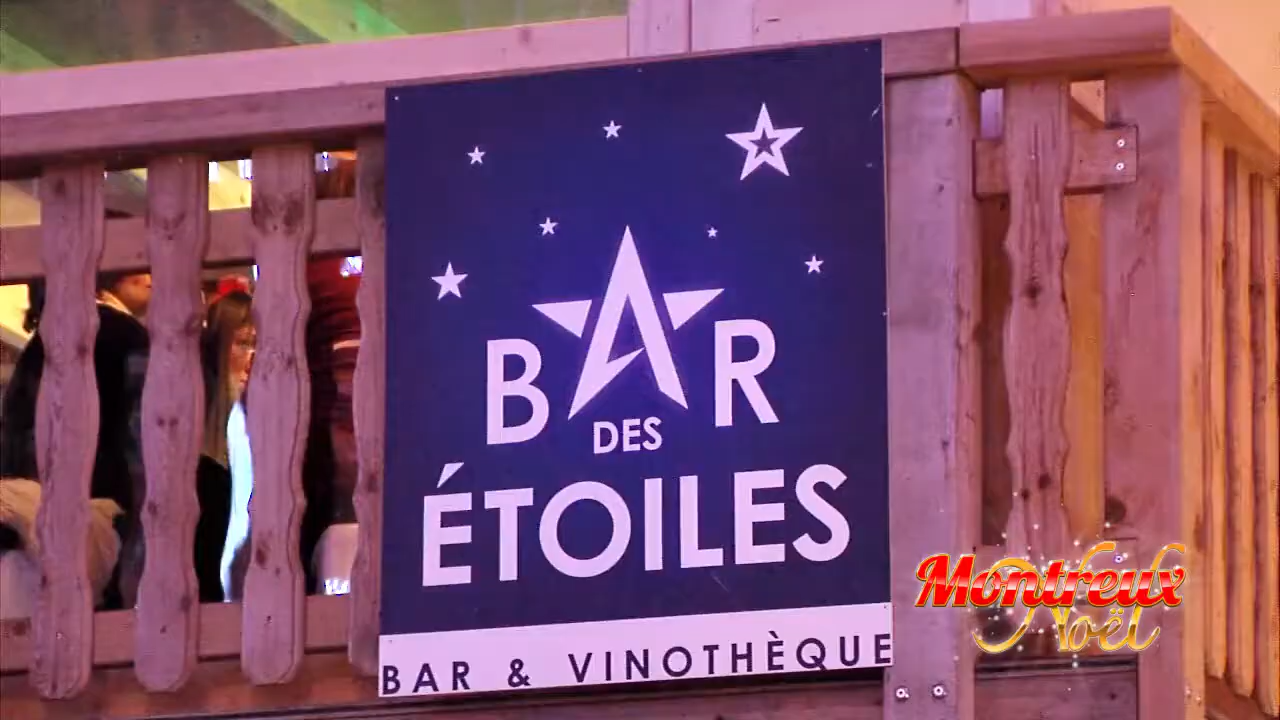 BAR
DES
ÉTOILES
BAR & VINOTHÈQUE
Montreux
Noël